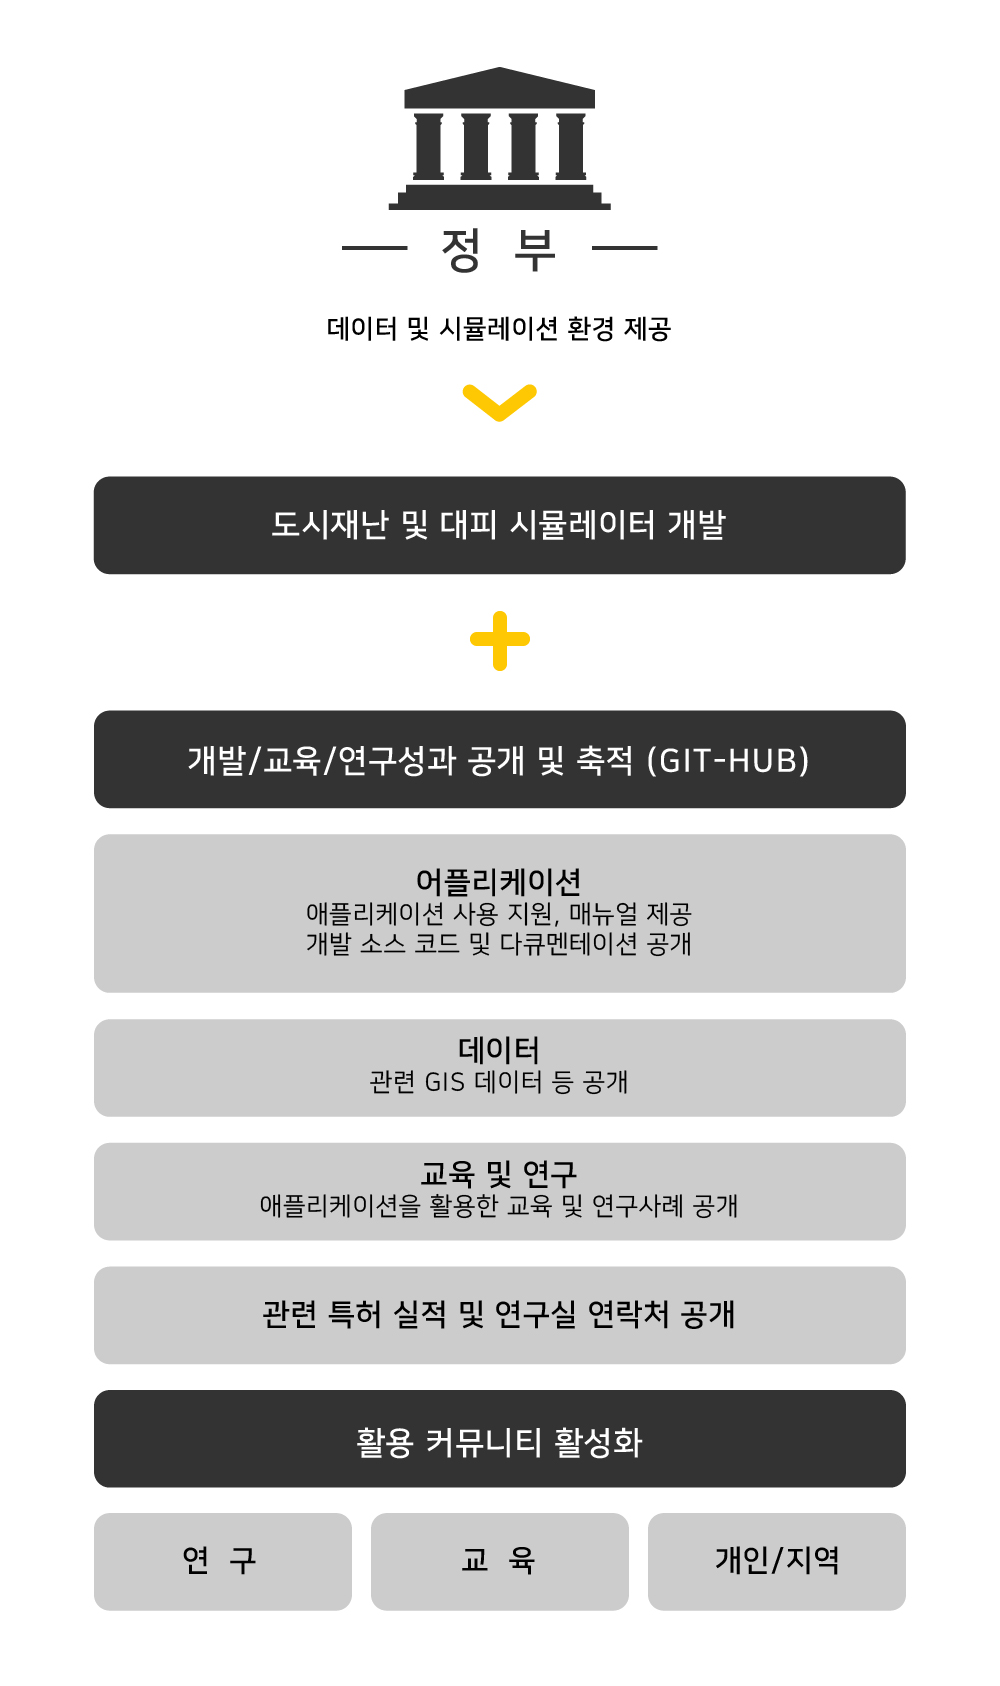 정 부
데이터 및 시뮬레이션 환경 제공
도시재난 및 대피 시뮬레이터 개발
개발/교육/연구성과 공개 및 축적 (GIT-HUB)
어플리케이션
애플리케이션 사용 지원, 매뉴얼 제공
개발 소스 코드 및 다큐멘테이션 공개
데이터
관련 GIS 데이터 등 공개
교육 및 연구
애플리케이션을 활용한 교육 및 연구사례 공개
관련 특허 실적 및 연구실 연락처 공개
활용 커뮤니티 활성화
연 구
교 육
개인/지역